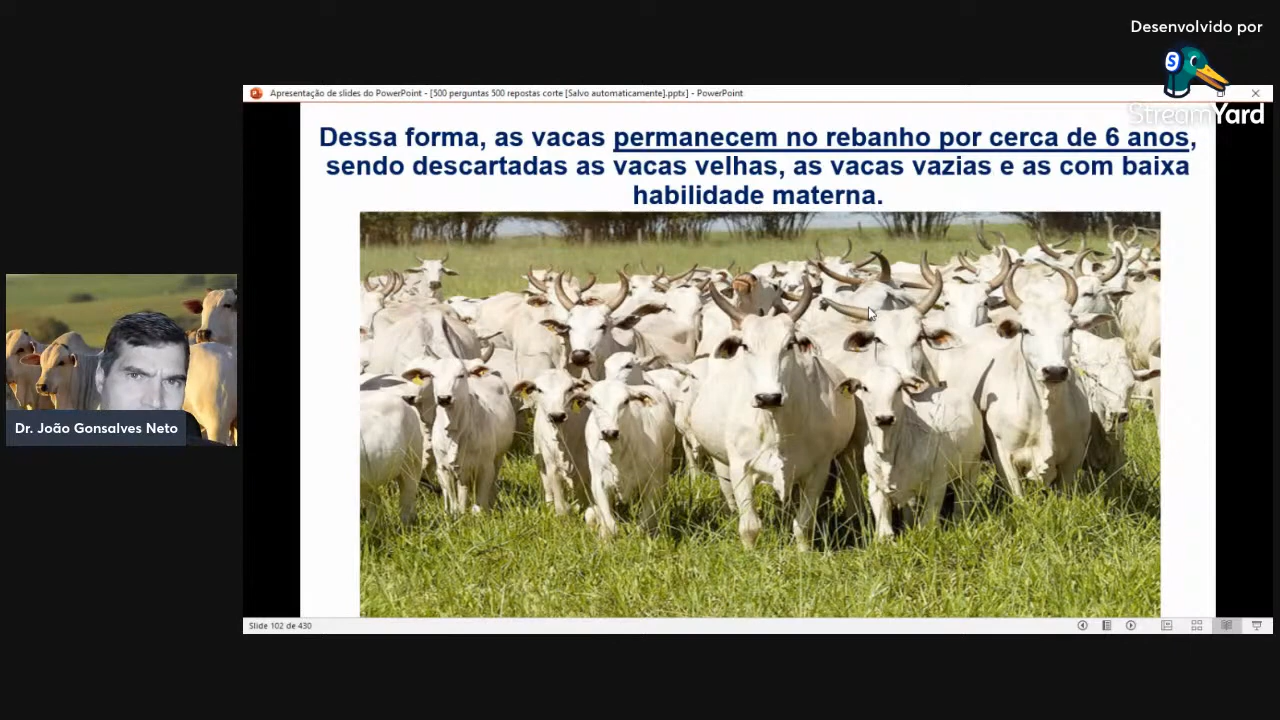 Desenvolvido por
StreamYard
Apresentação de slides do PowerPoint - [500 perguntas 500 repostas corte [Salvo automaticamente].pptx] - PowerPoint
Dessa forma, as vacas permanecem no rebanho por cerca de 6 anos,
sendo descartadas as vacas velhas, as vacas vazias e as com baixa
habilidade materna.
Dr. João Gonsalves Neto
Slide 102 de 430